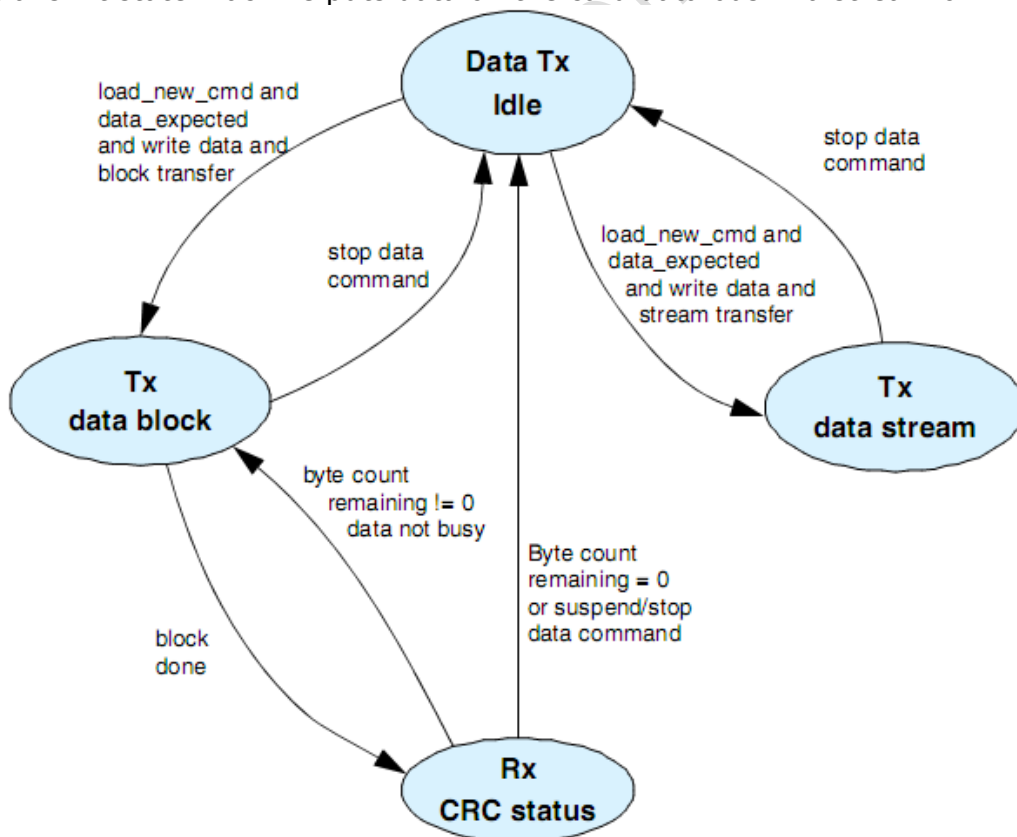 Data Tx
Idle
load_new_cmd and
data_expected
and write data and
block transfer
stop data
command
stop data
command
load_new_cmd and
data_expected
and write data and
stream transfer
Tx
data block
Tx
data stream
byte count
remaining != 0
data not busy
Byte count
remaining = 0
or suspend/stop
data command
block
done
Rx
CRC status